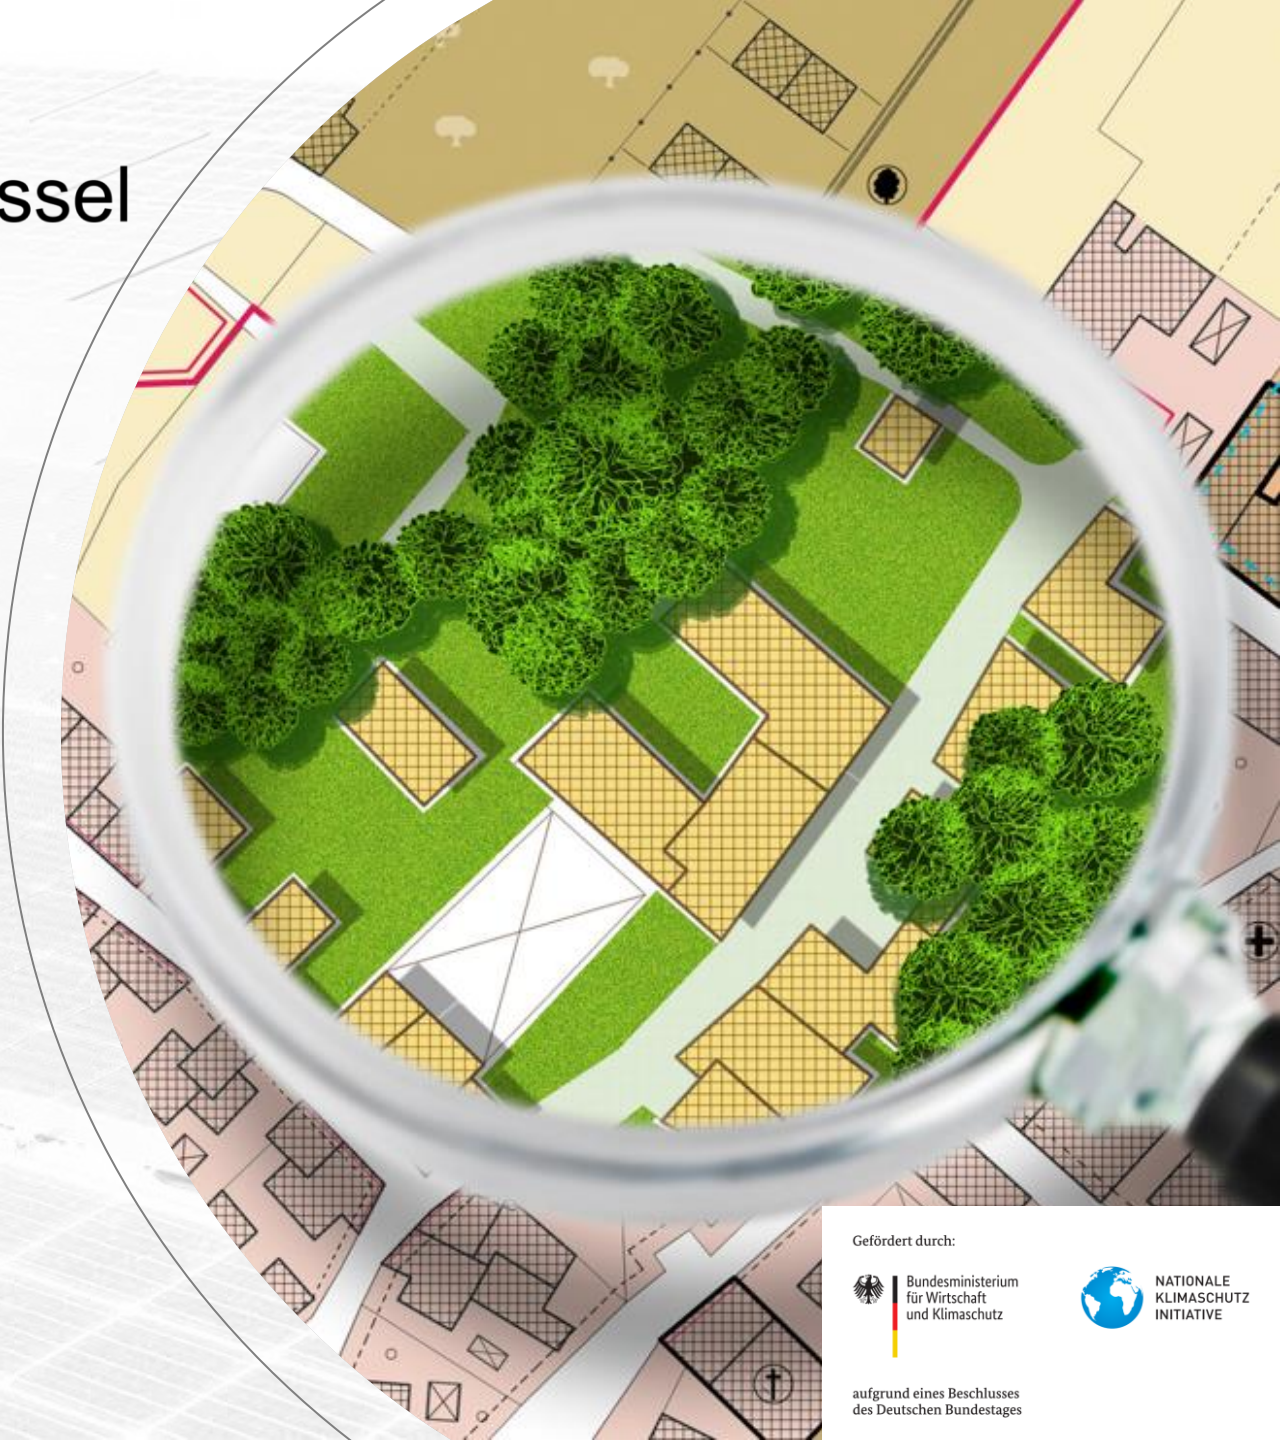 ssel
Gefördert durch:
Bundesministerium
für Wirtschaft
und Klimaschutz
NATIONALE
KLIMASCHUTZ
INITIATIVE
aufgrund eines Beschlusses
des Deutschen Bundestages